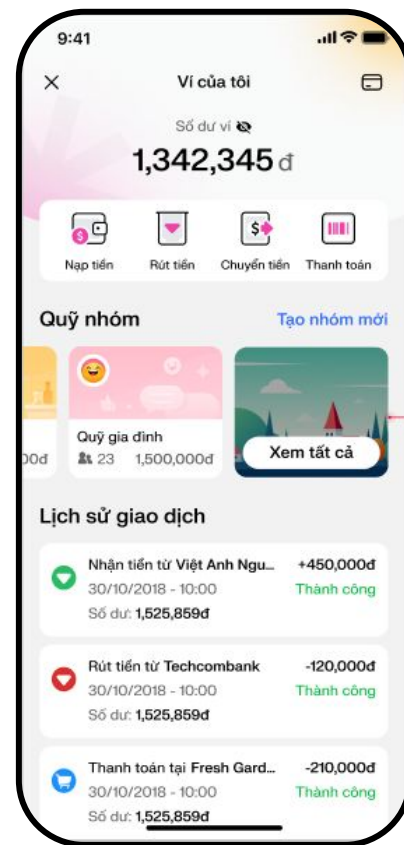 9:41
Ví của tôi
Số dư ví
1,342,345 đ
Nạp tiền Rút tiền Chuyển tiền Thanh toán
Quỹ nhóm Tạo nhóm mới
Quỹ gia đình
00đ 23 1,500,000đ Xem tất cả
Lịch sử giao dịch
Nhận tiền từ Việt Anh Ngu... +450,000đ
30/10/2018 - 10:00 Thành công
Số dư: 1,525,859đ
Rút tiền từ Techcombank -120,000đ
30/10/2018 - 10:00 Thành công
Số dư: 1,525,859đ
Thanh toán tại Fresh Gard... -210,000đ
30/10/2018 - 10:00 Thành công
Số dư: 1,525,859đ